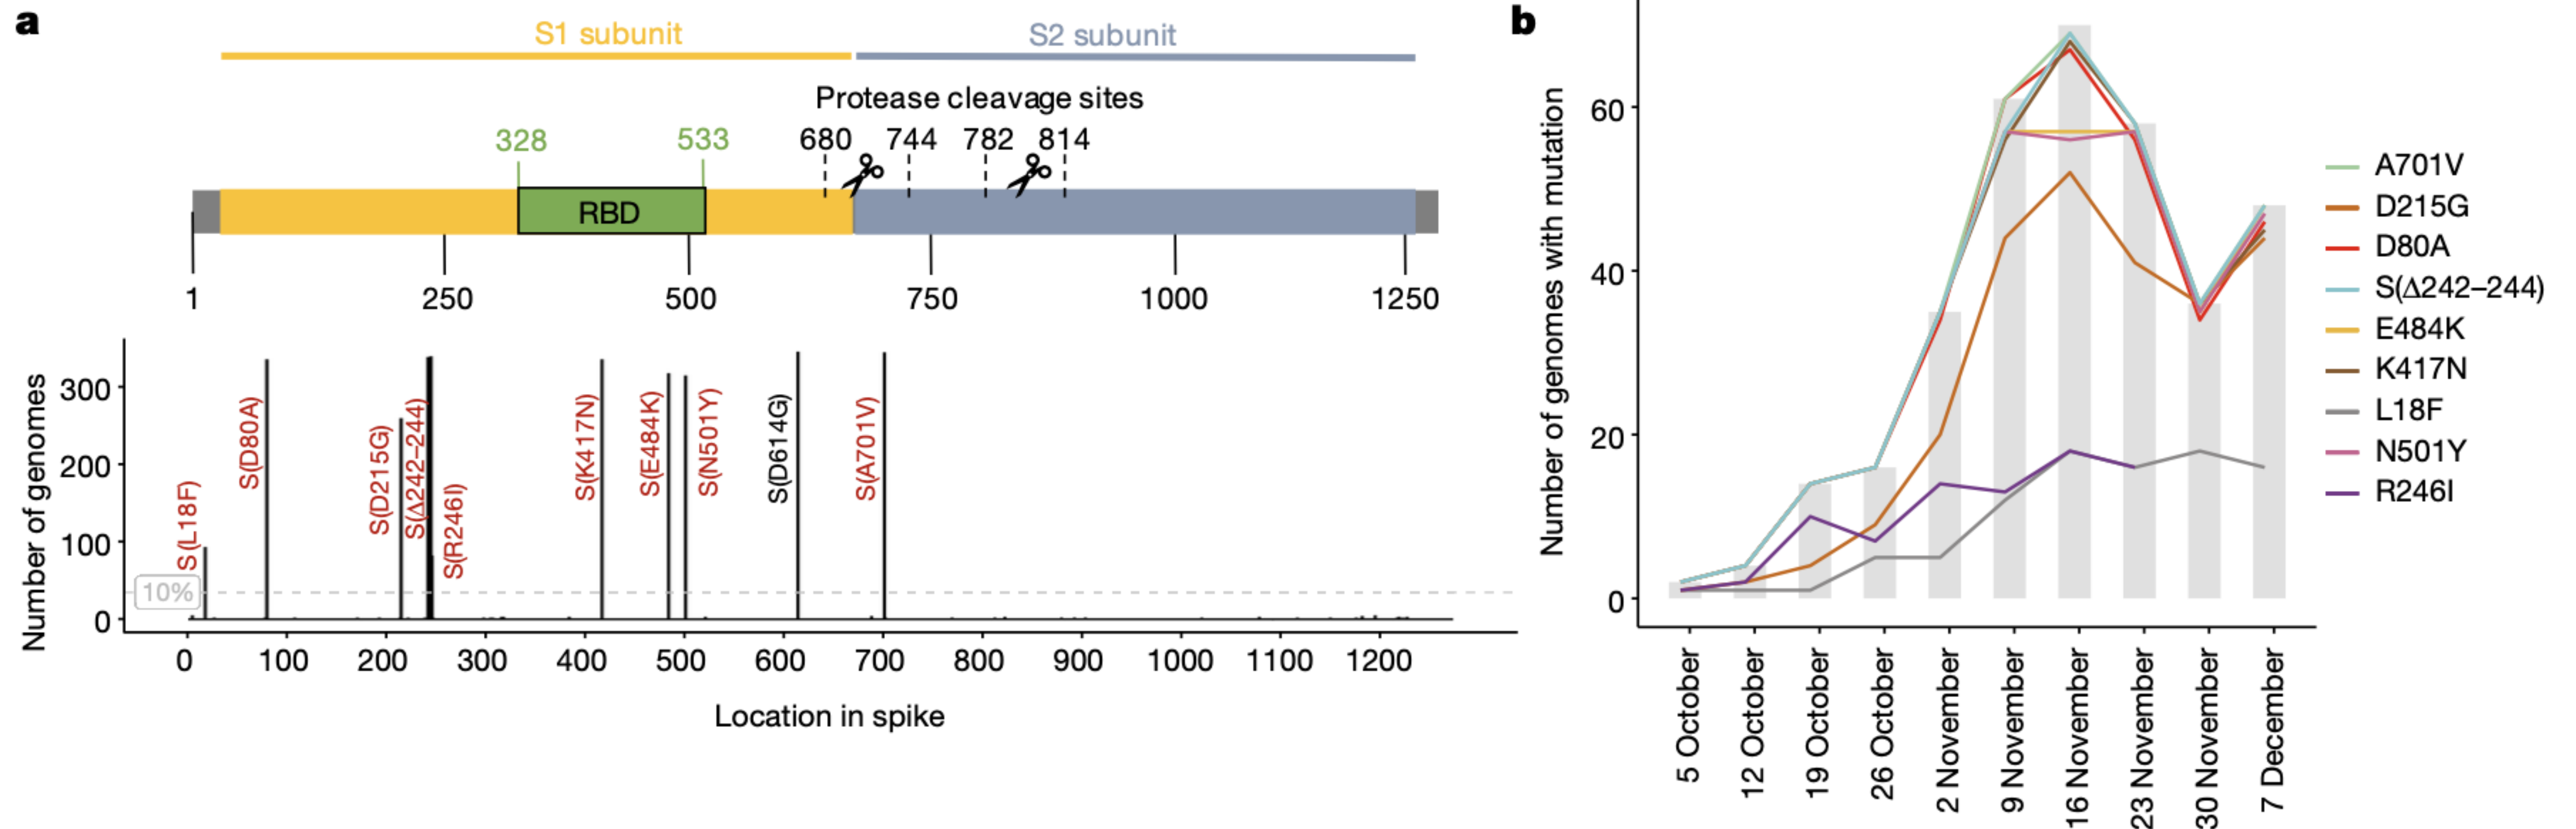 a
S1 subunit
S2 subunit
Protease cleavage sites
328
533
680
744
782
814
RBD
1
250
500
750
1000
1250
Number of genomes
300
200
100
0
10%
S(L18F)
S(D80A)
S(D215G)
S(Δ242–244)
S(R246I)
S(K417N)
S(E484K)
S(N501Y)
S(D614G)
S(A701V)
0
100
200
300
400
500
600
700
800
900
1000
1100
1200
Location in spike
b
Number of genomes with mutation
60
40
20
0
5 October
12 October
19 October
26 October
2 November
9 November
16 November
23 November
30 November
7 December
A701V
D215G
D80A
S(Δ242–244)
E484K
K417N
L18F
N501Y
R246I